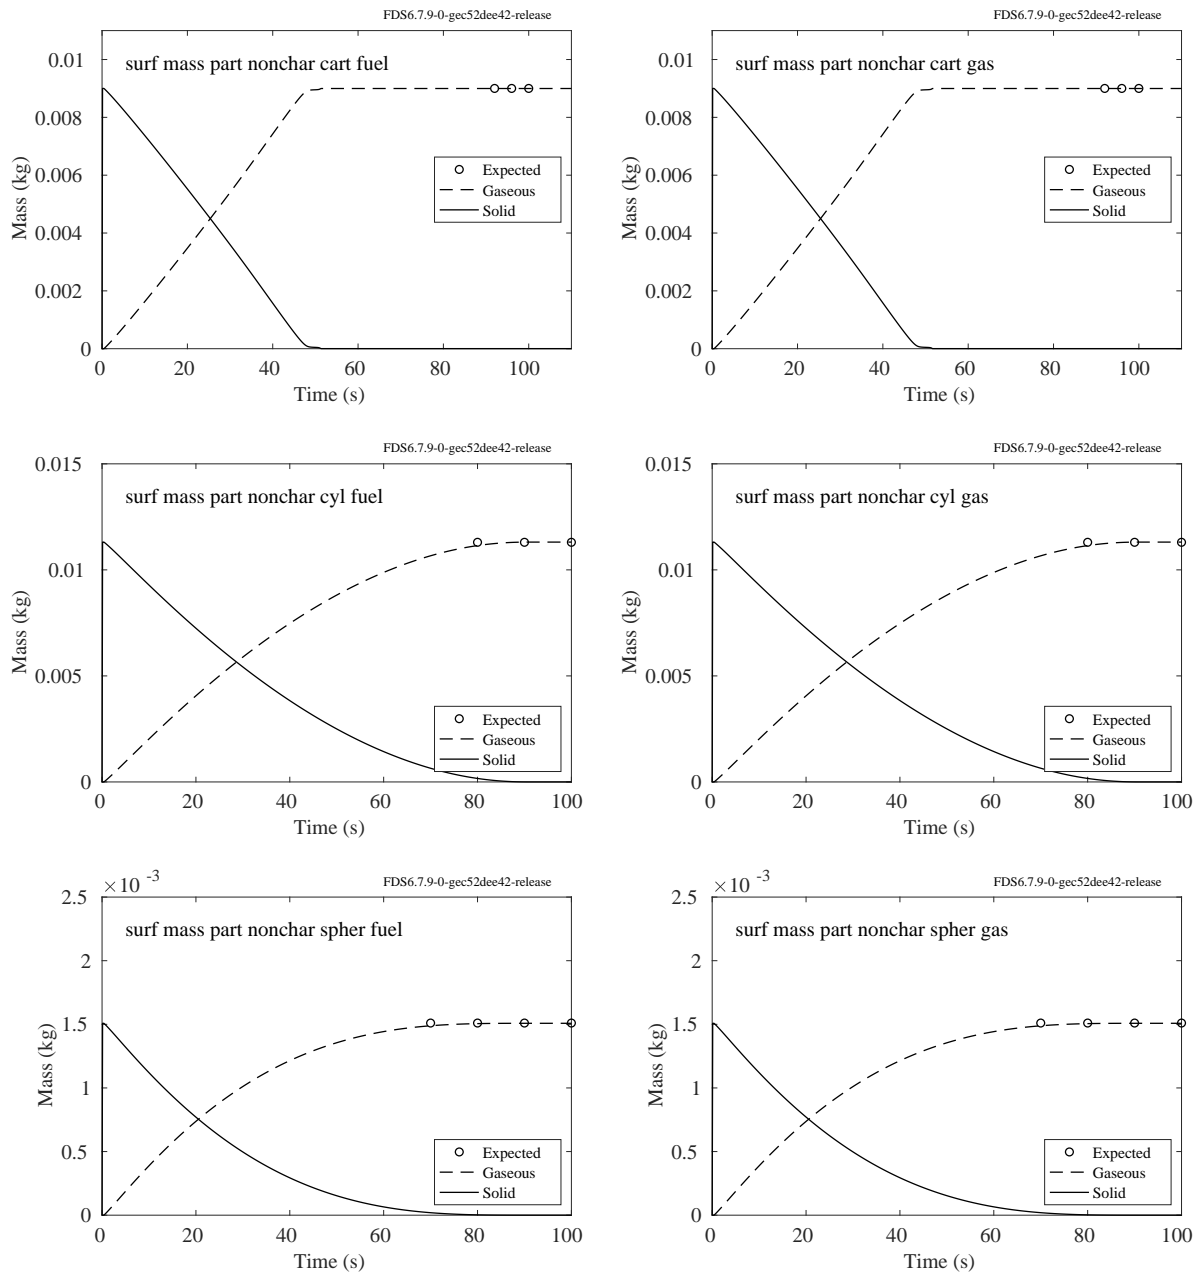 FDS6.7.9-0-gec52dee42-release
surf mass part nonchar cart fuel
0.01
0.008
0.006
0.004
0.002
0
Mass (kg)
Expected
Gaseous
Solid
0 20 40 60 80 100
Time (s)
FDS6.7.9-0-gec52dee42-release
surf mass part nonchar cart gas
0.01
0.008
0.006
0.004
0.002
0
Mass (kg)
Expected
Gaseous
Solid
0 20 40 60 80 100
Time (s)
FDS6.7.9-0-gec52dee42-release
surf mass part nonchar cyl fuel
0.015
0.01
0.005
0
Mass (kg)
Expected
Gaseous
Solid
0 20 40 60 80 100
Time (s)
FDS6.7.9-0-gec52dee42-release
surf mass part nonchar cyl gas
0.015
0.01
0.005
0
Mass (kg)
Expected
Gaseous
Solid
0 20 40 60 80 100
Time (s)
×10 -3
FDS6.7.9-0-gec52dee42-release
surf mass part nonchar spher fuel
2.5
2
1.5
1
0.5
0
Mass (kg)
Expected
Gaseous
Solid
0 20 40 60 80 100
Time (s)
×10 -3
FDS6.7.9-0-gec52dee42-release
surf mass part nonchar spher gas
2.5
2
1.5
1
0.5
0
Mass (kg)
Expected
Gaseous
Solid
0 20 40 60 80 100
Time (s)